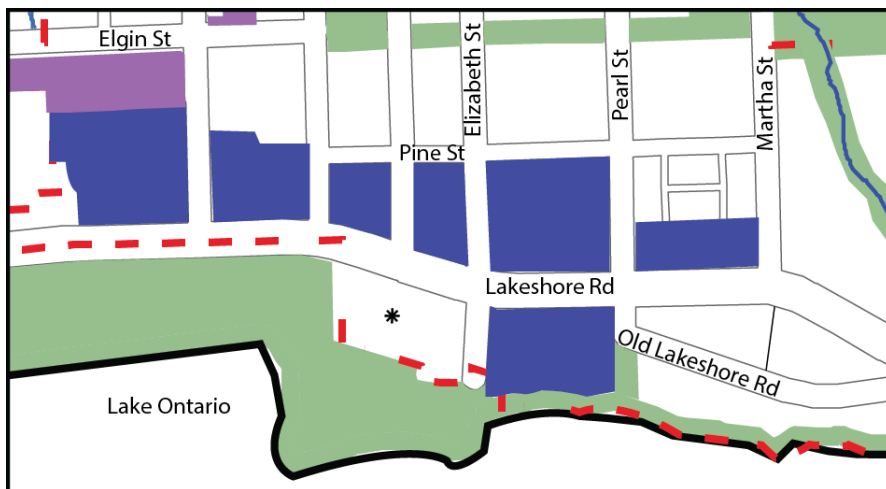 Elgin St
Elizabeth St
Pearl St
Martha St
Pine St
Lakeshore Rd
*
Old Lakeshore Rd
Lake Ontario